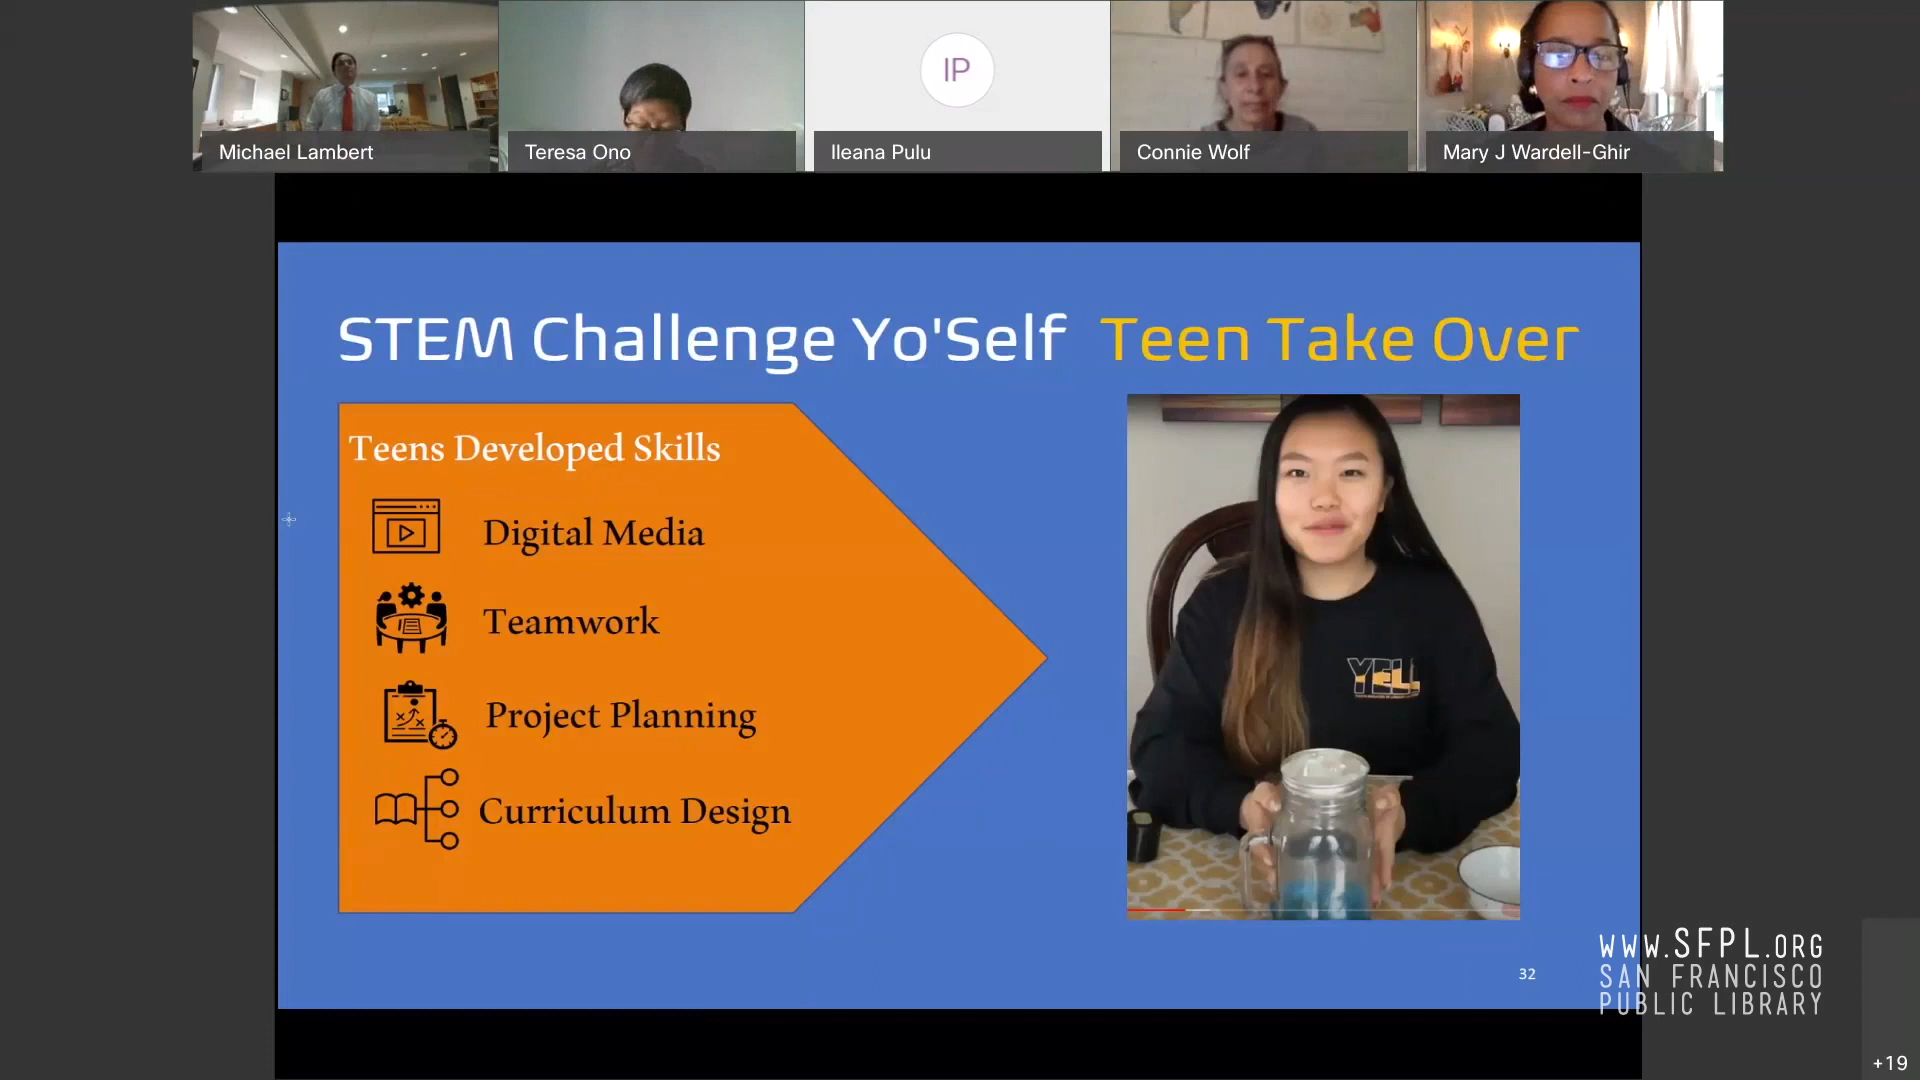 Michael Lambert
Teresa Ono
IP
Ileana Pulu
Connie Wolf
Mary J Wardell-Ghir
STEM Challenge Yo'Self Teen Take Over
Teens Developed Skills
Digital Media
Teamwork
Project Planning
Curriculum Design
YELL
32
WWW.SFPL.ORG
SAN FRANCISCO
PUBLIC LIBRARY
+19